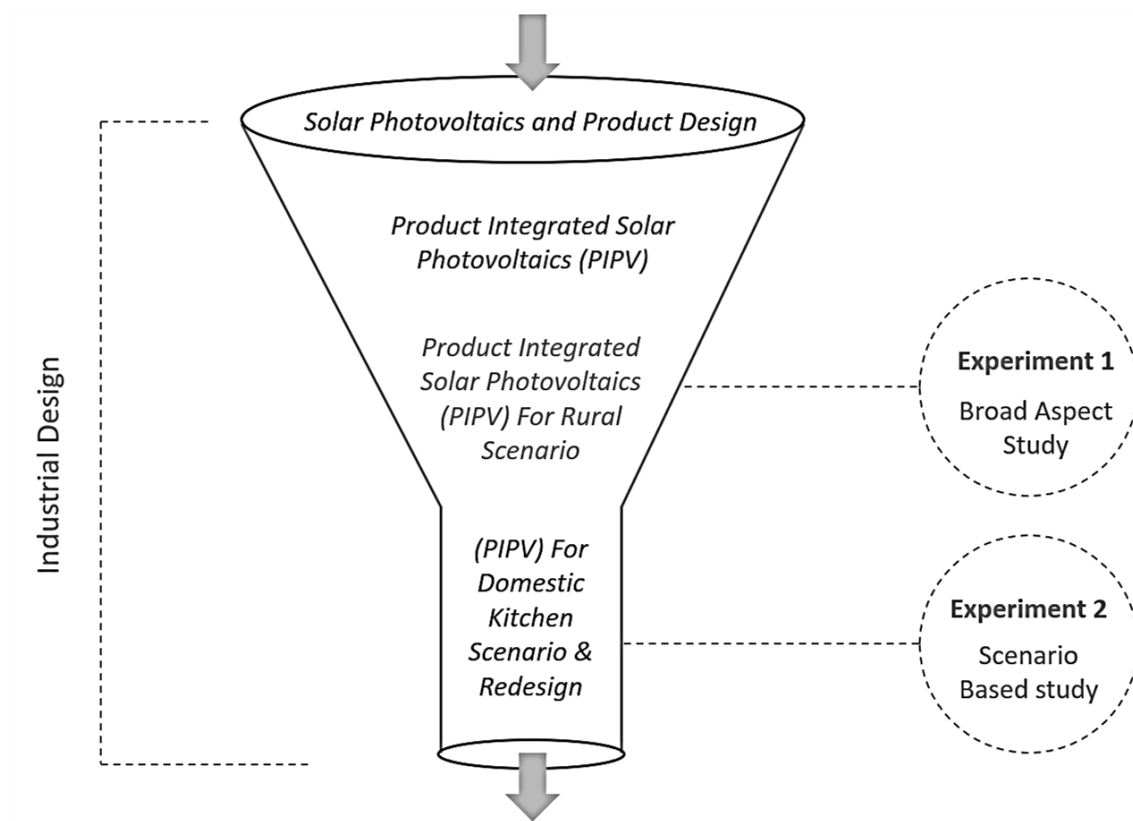 Solar Photovoltaics and Product Design
Product Integrated Solar
Photovoltaics (PIPV)
Product Integrated
Solar Photovoltaics
(PIPV) For Rural
Scenario
(PIPV) For
Domestic
Kitchen
Scenario &
Redesign
Industrial Design
Experiment 1
Broad Aspect
Study
Experiment 2
Scenario
Based study